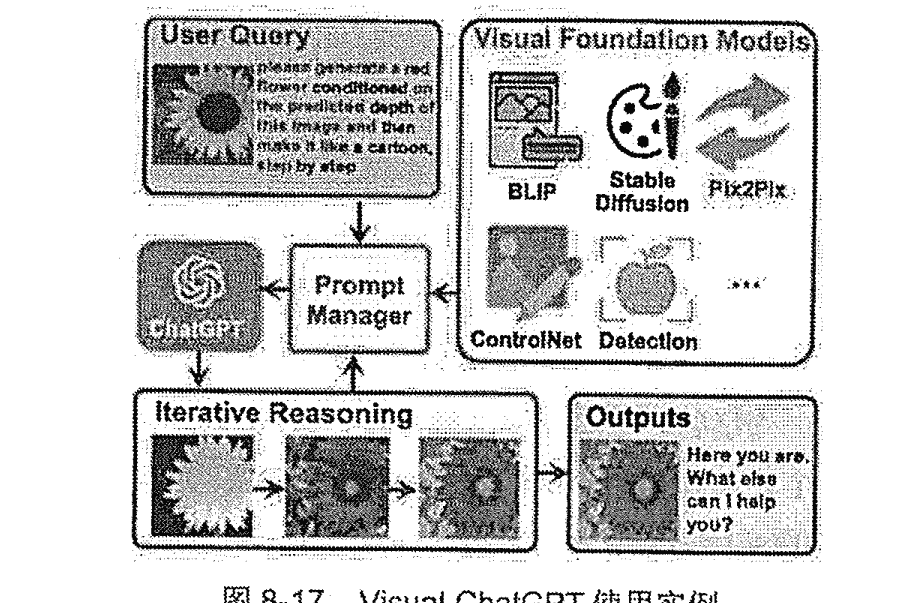 User Query
please generate a red
flower conditioned on
the predicted depth of
this image and then
make it like a cartoon,
step by step
Visual Foundation Models
BLIP
Stable
Diffusion
Pix2Pix
ControlNet
Detection
...
ChatGPT
Prompt
Manager
Iterative Reasoning
Outputs
Here you are.
What else
can I help
you?
图 8-17 Visual ChatGPT 使用实例